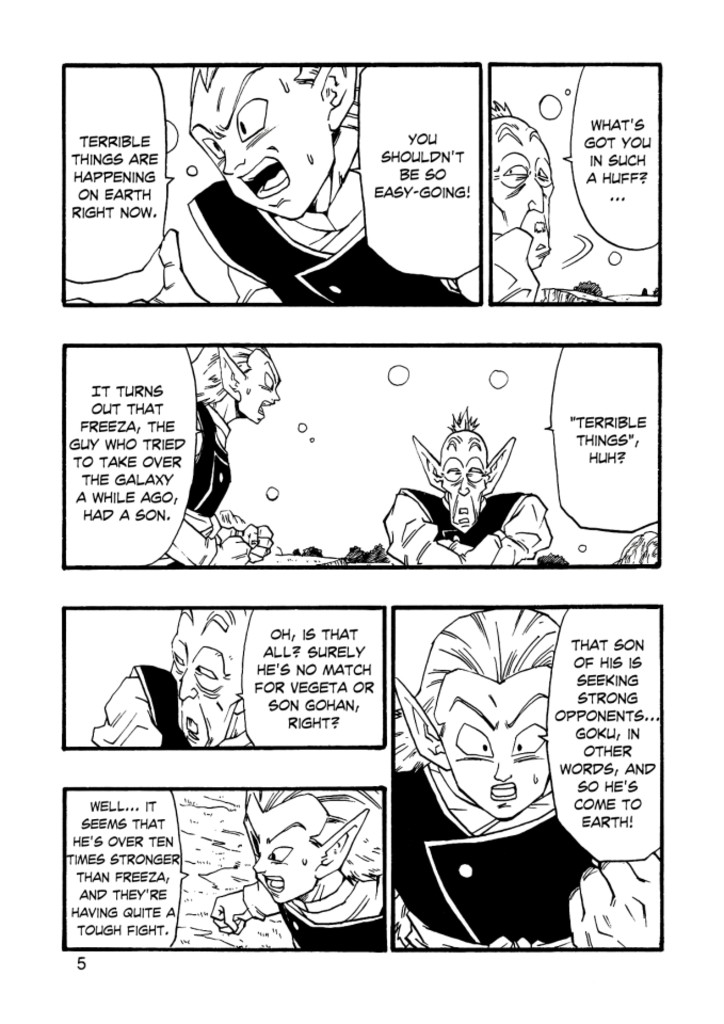 WHAT'S
GOT YOU
IN SUCH
A HUFF?
...
YOU
SHOULDN'T
BE SO
EASY-GOING!
TERRIBLE
THINGS ARE
HAPPENING
ON EARTH
RIGHT NOW.
"TERRIBLE
THINGS",
HUH?
IT TURNS
OUT THAT
FREEZA, THE
GUY WHO TRIED
TO TAKE OVER
THE GALAXY
A WHILE AGO,
HAD A SON.
THAT SON
OF HIS IS
SEEKING
STRONG
OPPONENTS...
GOKU, IN
OTHER
WORDS, AND
SO HE'S
COME TO
EARTH!
OH, IS THAT
ALL? SURELY
HE'S NO MATCH
FOR VEGETA OR
SON GOHAN,
RIGHT?
WELL... IT
SEEMS THAT
HE'S OVER TEN
TIMES STRONGER
THAN FREEZA,
AND THEY'RE
HAVING QUITE A
TOUGH FIGHT.
5